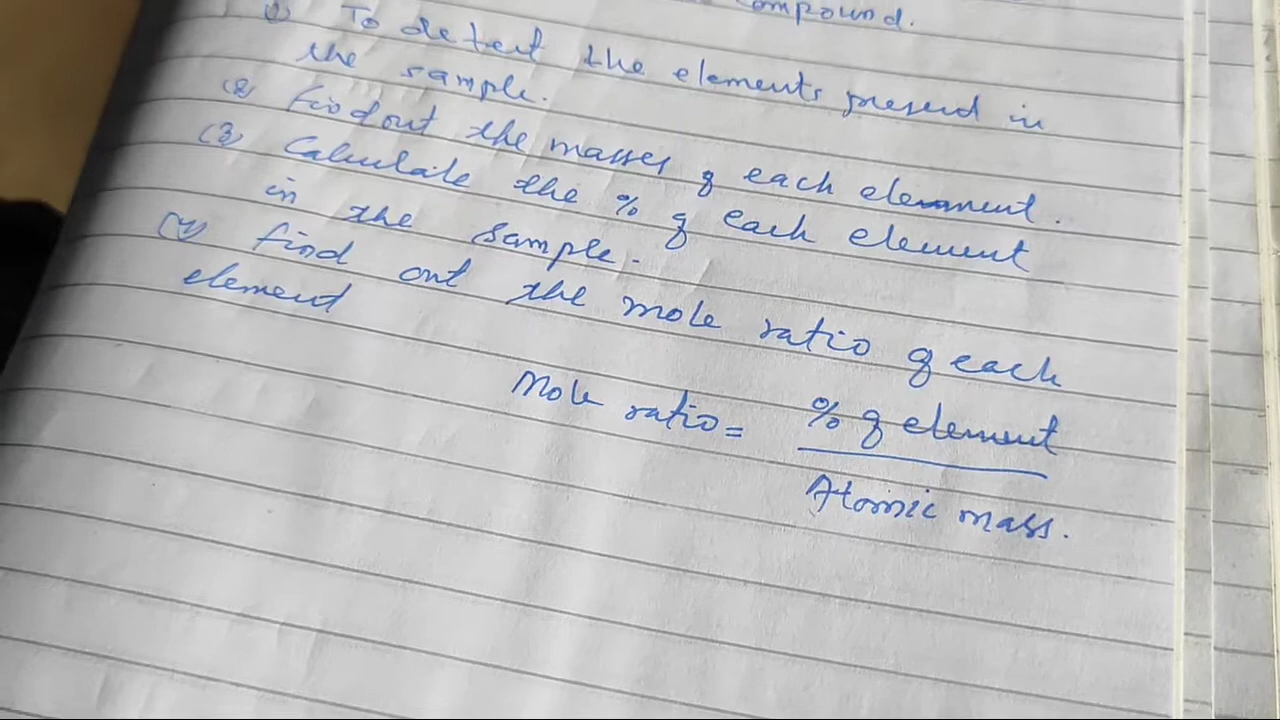 ompound.
(1) To detect the elements present in
the sample.
(2) Find out the masses of each element.
(3) Calculate the % of each element
in the sample.
(4) find out the mole ratio of each
element
Mole ratio = % of element
Atomic mass.